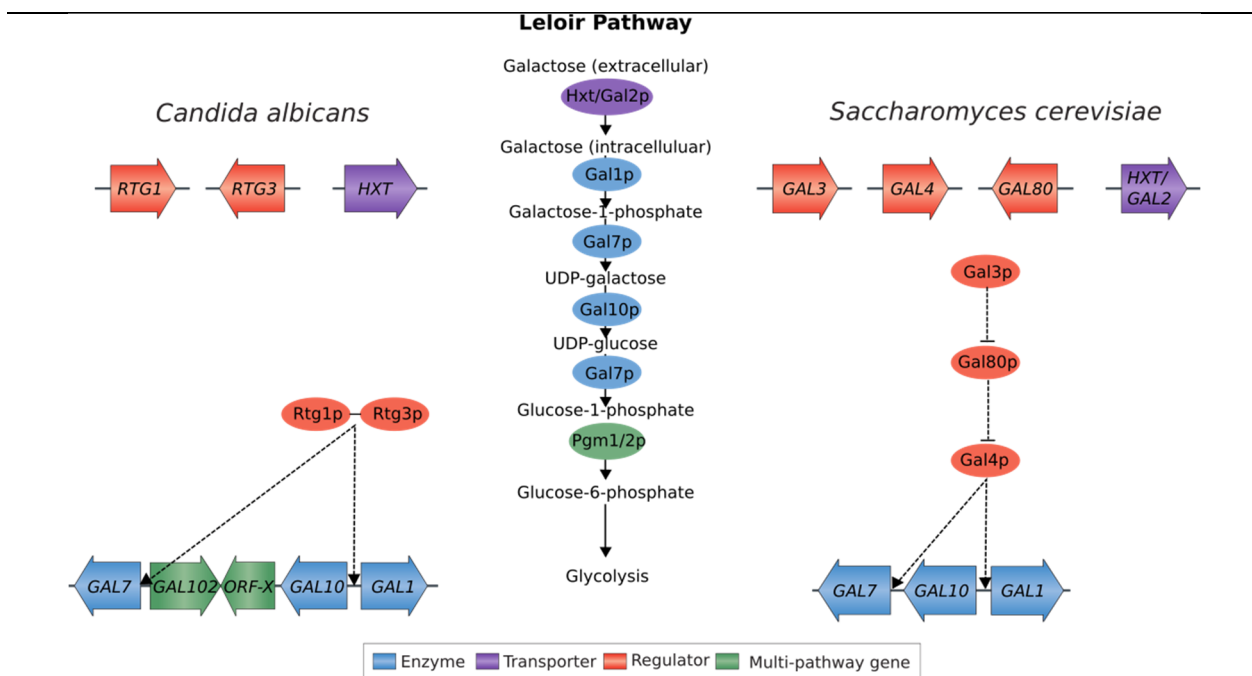 Leloir Pathway
Galactose (extracellular)
Hxt/Gal2p
Galactose (intracelluluar)
Gal1p
Galactose-1-phosphate
Gal7p
UDP-galactose
Gal10p
UDP-glucose
Gal7p
Glucose-1-phosphate
Pgm1/2p
Glucose-6-phosphate
Glycolysis
Candida albicans
RTG1
RTG3
HXT
Rtg1p
Rtg3p
GAL7
GAL102
ORF-X
GAL10
GAL1
Saccharomyces cerevisiae
GAL3
GAL4
GAL80
HXT/
GAL2
Gal3p
Gal80p
Gal4p
GAL7
GAL10
GAL1
Enzyme
Transporter
Regulator
Multi-pathway gene